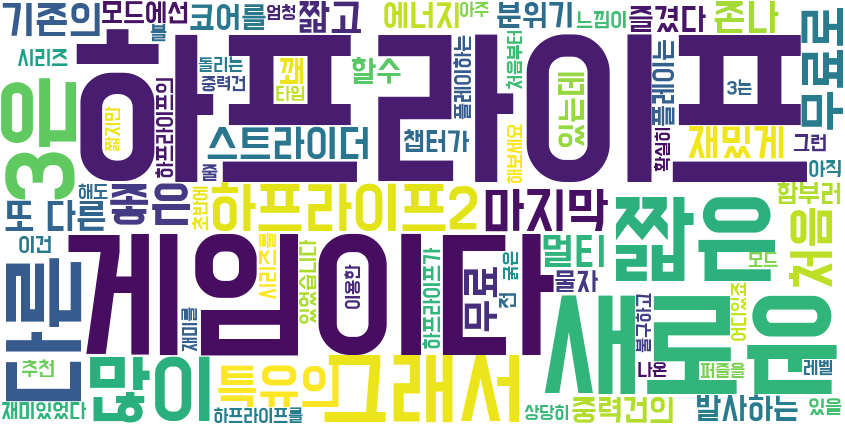 기존의
모드에선
코어를
엄청
짧고
에너지
아주
분위기
느낌이
즐겼다
존나
무료로
시리즈
볼
돌리는
중력건
꽤
타임
할수
플레이하는
처음부터
플레이는
3는
하프라이프
3은
짧지만
하프라이프의
스트라이더
줄
챕터가
해보세요
있는데
확실히
재밌게
그런
아직
해도
좋은
초반에
하프라이프2
마지막
짧은
함부러
처음
또 다른
이건
다른
게임이다
시리즈를
있었습니다
이용한
하프라이프가
무료
전
굵은
멀티
물자
새로운
모드
어디있죠
불구하고
재미를
추천
많이
특유의
그래서
나온
퍼즐을
레벨
재미있었다
하프라이프를
상당히
중력건의
발사하는
있을